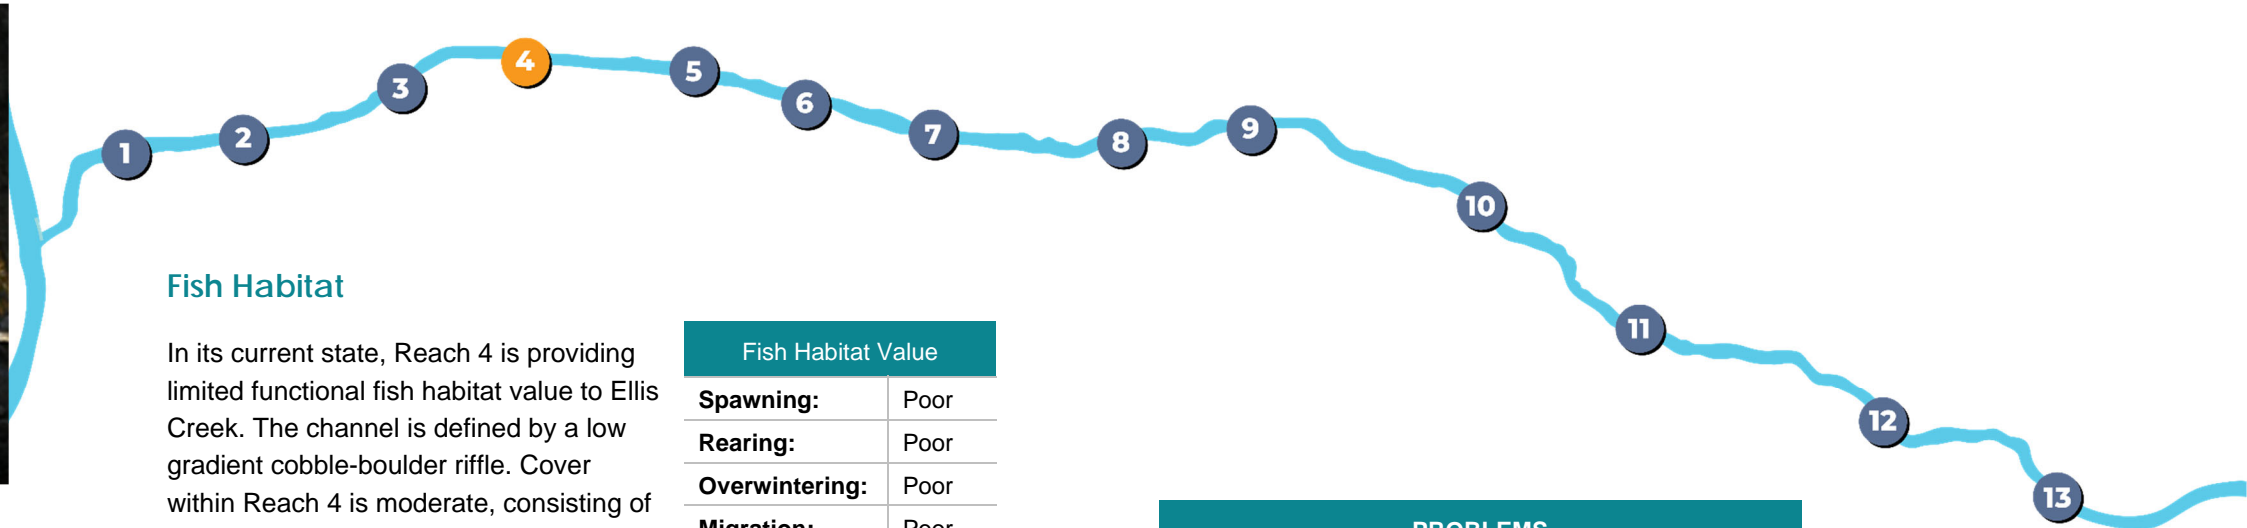 4
5
3
6
9
7
2
8
1
10
11
12
13
Fish Habitat
In its current state, Reach 4 is providing
limited functional fish habitat value to Ellis
Creek. The channel is defined by a low
gradient cobble-boulder riffle. Cover
within Reach 4 is moderate, consisting of
Fish Habitat Value
Spawning: Poor
Rearing: Poor
Overwintering: Poor
Migration: Poor
PROBLEMS